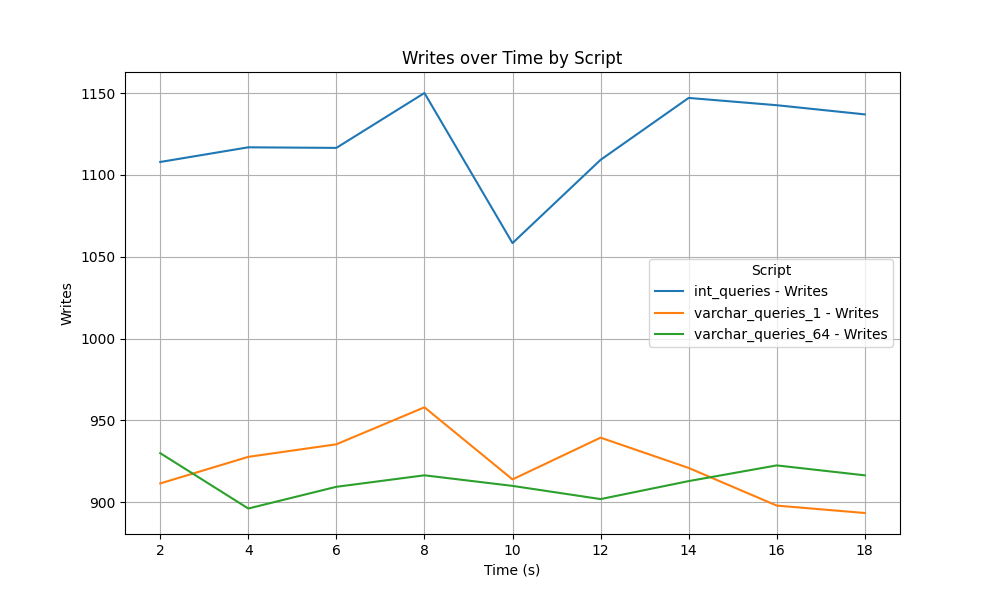 Writes over Time by Script
1150
1100
1050
1000
950
900
Writes
Script
int_queries - Writes
varchar_queries_1 - Writes
varchar_queries_64 - Writes
2 4 6 8 10 12 14 16 18
Time (s)